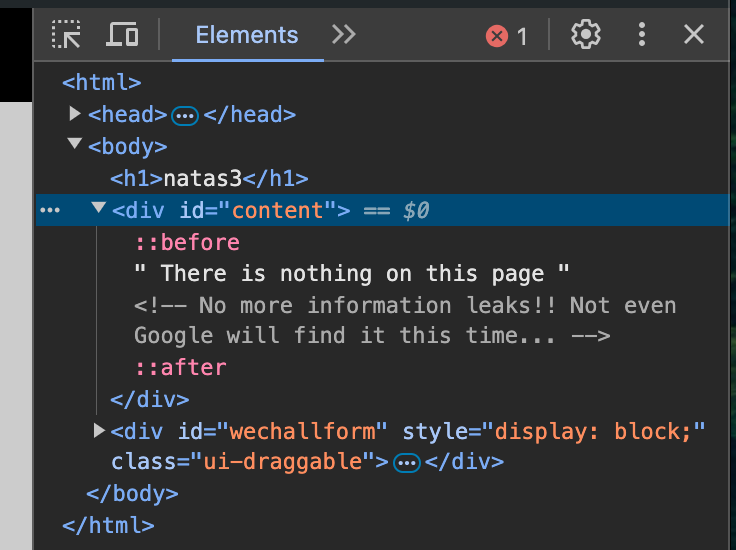 Elements 1
<html>
<head> ... </head>
<body>
<h1>natas3</h1>
... <div id="content"> == $0
::before
" There is nothing on this page "
<!-- No more information leaks!! Not even
Google will find it this time... -->
::after
</div>
<div id="wechallform" style="display: block;"
class="ui-draggable"> ... </div>
</body>
</html>